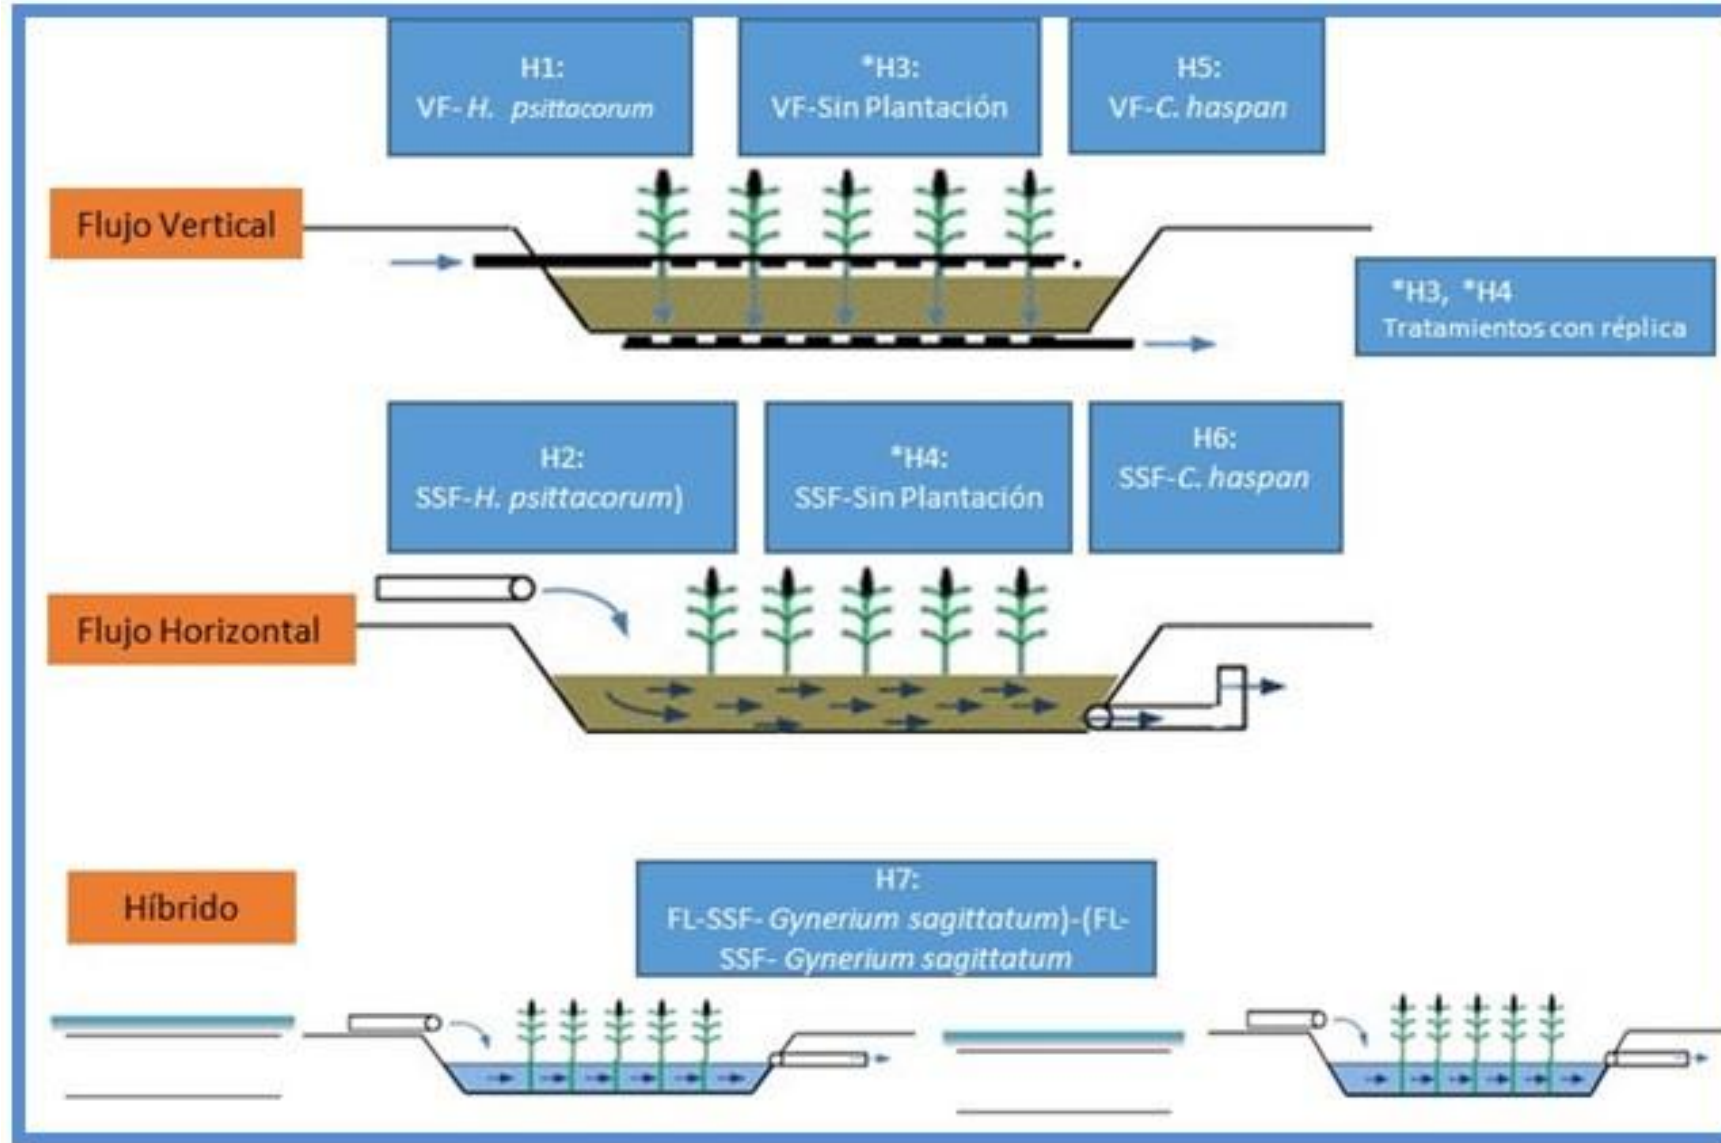 H1:
VF- H. psittacorum
*H3:
VF-Sin Plantación
H5:
VF-C. haspan
Flujo Vertical
*H3, *H4
Tratamientos con réplica
H2:
SSF-H. psittacorum)
*H4:
SSF-Sin Plantación
H6:
SSF-C. haspan
Flujo Horizontal
Híbrido
H7:
FL-SSF- Gynerium sagittatum)-(FL-
SSF- Gynerium sagittatum